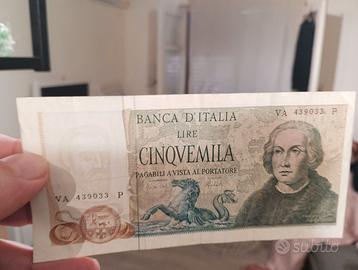 BANCA D'ITALIA
VA 439033 P
LIRE
CINQVEMILA
PAGABILI A VISTA AL PORTATORE
VA 439033 P
subito